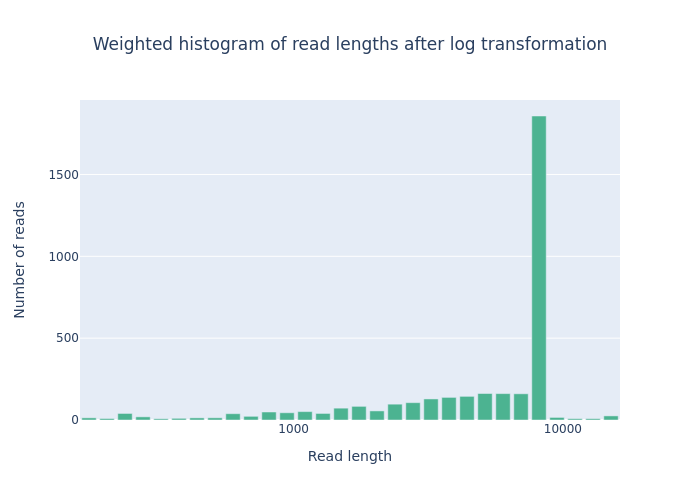 Weighted histogram of read lengths after log transformation
Number of reads
1500
1000
500
0
1000
10000
Read length